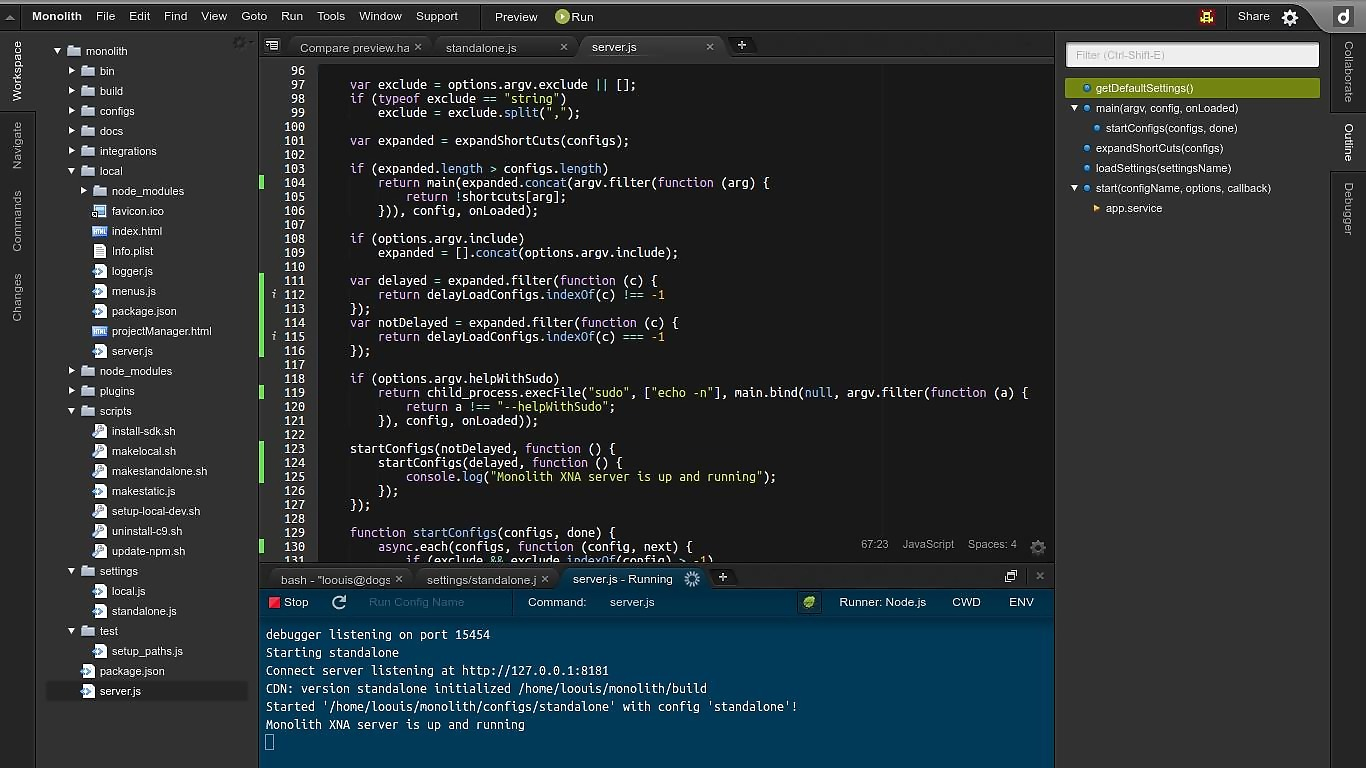 Monolith File Edit Find View Goto Run Tools Window Support Preview Run Share
Workspace
Navigate
Commands
Changes
monolith
bin
build
configs
docs
integrations
local
node_modules
favicon.ico
index.html
Info.plist
logger.js
menus.js
package.json
projectManager.html
server.js
node_modules
plugins
scripts
install-sdk.sh
makelocal.sh
makestandalone.sh
makestatic.js
setup-local-dev.sh
uninstall-c9.sh
update-npm.sh
settings
local.js
standalone.js
test
setup_paths.js
package.json
server.js
Compare preview.ha × standalone.js × server.js × +
96
97 var exclude = options.argv.exclude || [];
98 if (typeof exclude == "string")
99 exclude = exclude.split(",");
100
101 var expanded = expandShortCuts(configs);
102
103 if (expanded.length > configs.length)
104 return main(expanded.concat(argv.filter(function (arg) {
105 return !shortcuts[arg];
106 })), config, onLoaded);
107
108 if (options.argv.include)
109 expanded = [].concat(options.argv.include);
110
111 var delayed = expanded.filter(function (c) {
i 112 return delayLoadConfigs.indexOf(c) !== -1
113 });
114 var notDelayed = expanded.filter(function (c) {
i 115 return delayLoadConfigs.indexOf(c) === -1
116 });
117
118 if (options.argv.helpWithSudo)
119 return child_process.execFile("sudo", ["echo -n"], main.bind(null, argv.filter(function (a) {
120 return a !== "--helpWithSudo";
121 }), config, onLoaded));
122
123 startConfigs(notDelayed, function () {
124 startConfigs(delayed, function () {
125 console.log("Monolith XNA server is up and running");
126 });
127 });
128
129 function startConfigs(configs, done) {
130 async.each(configs, function (config, next) {
131 if (exclude && exclude.indexOf(config) > -1)
67:23 JavaScript Spaces: 4
bash - "loouis@dogs × settings/standalone.j × server.js - Running +
Stop Run Config Name Command: server.js Runner: Node.js CWD ENV
debugger listening on port 15454
Starting standalone
Connect server listening at http://127.0.0.1:8181
CDN: version standalone initialized /home/loouis/monolith/build
Started '/home/loouis/monolith/configs/standalone' with config 'standalone'!
Monolith XNA server is up and running
Filter (Ctrl-Shift-E)
getDefaultSettings()
main(argv, config, onLoaded)
startConfigs(configs, done)
expandShortCuts(configs)
loadSettings(settingsName)
start(configName, options, callback)
app.service
Collaborate
Outline
Debugger